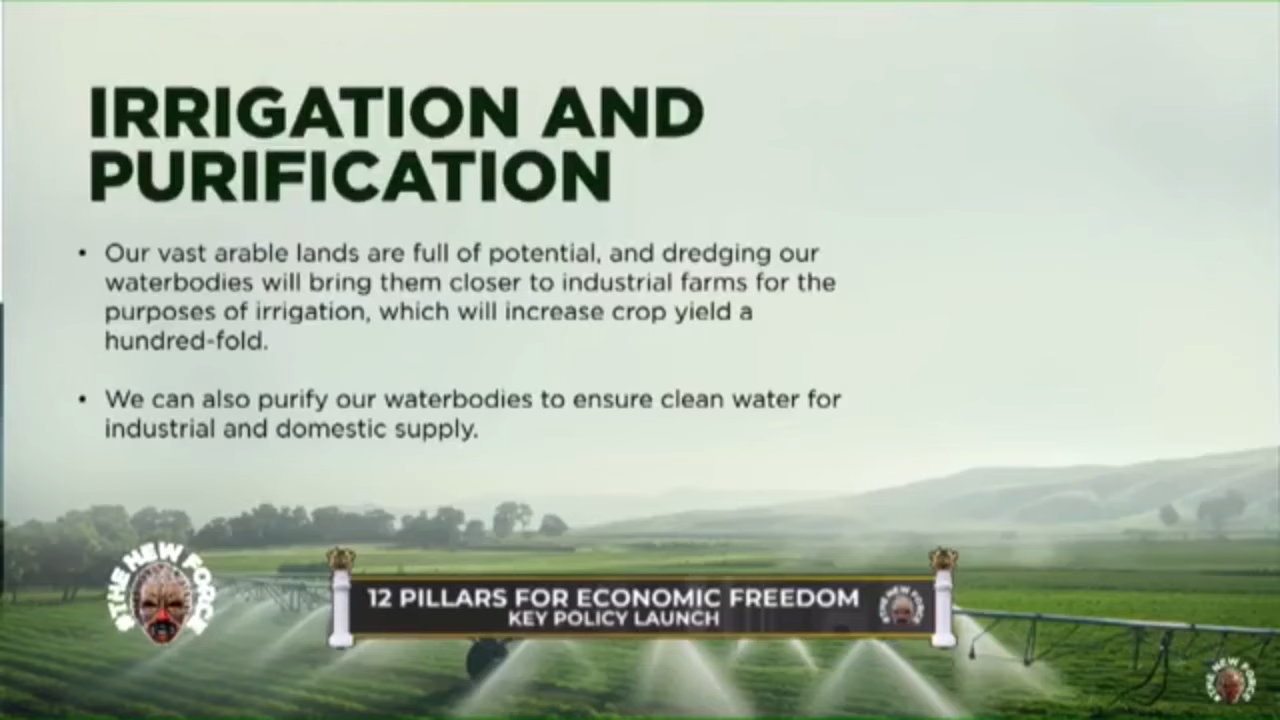 IRRIGATION AND
PURIFICATION
• Our vast arable lands are full of potential, and dredging our
waterbodies will bring them closer to industrial farms for the
purposes of irrigation, which will increase crop yield a
hundred-fold.
• We can also purify our waterbodies to ensure clean water for
industrial and domestic supply.
#THE NEW FORCE
12 PILLARS FOR ECONOMIC FREEDOM
KEY POLICY LAUNCH